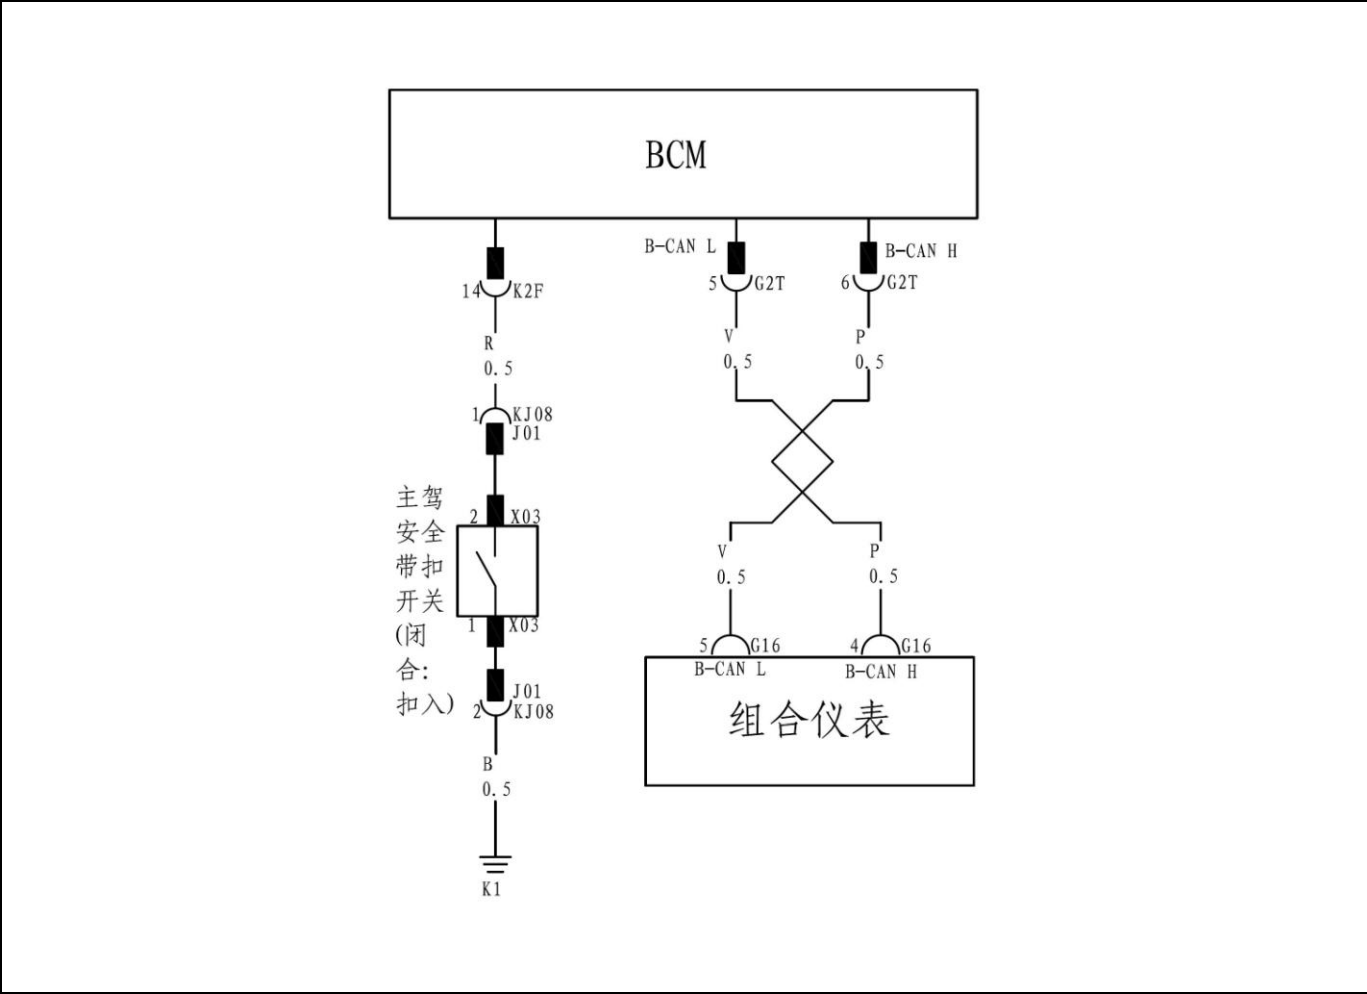 BCM
B-CAN L
B-CAN H
14 K2F
5 G2T
6 G2T
R
0.5
V
0.5
P
0.5
1 KJ08
J01
主驾
安全
带扣
开关
(闭
合:
扣入)
2 X03
1 X03
V
0.5
P
0.5
5 G16
4 G16
B-CAN L
B-CAN H
组合仪表
J01
2 KJ08
B
0.5
K1